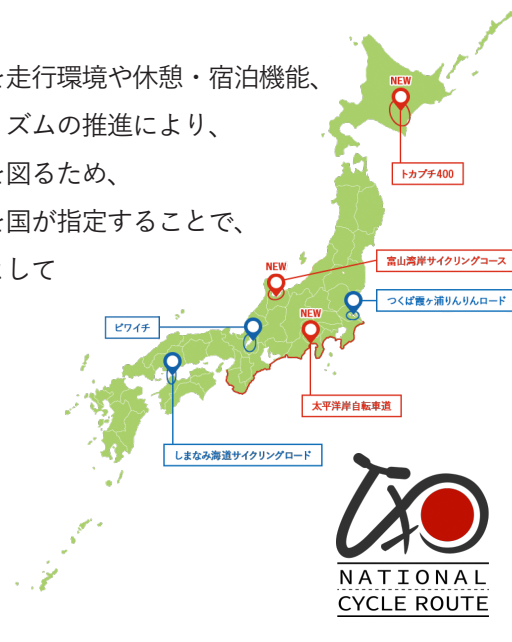 を走行環境や休憩・宿泊機能、
リズムの推進により、
を図るため、
を国が指定することで、
として
NEW
トカプチ400
NEW
富山湾岸サイクリングコース
つくば霞ヶ浦りんりんロード
ビワイチ
NEW
太平洋岸自転車道
しまなみ海道サイクリングロード
NATIONAL
CYCLE ROUTE